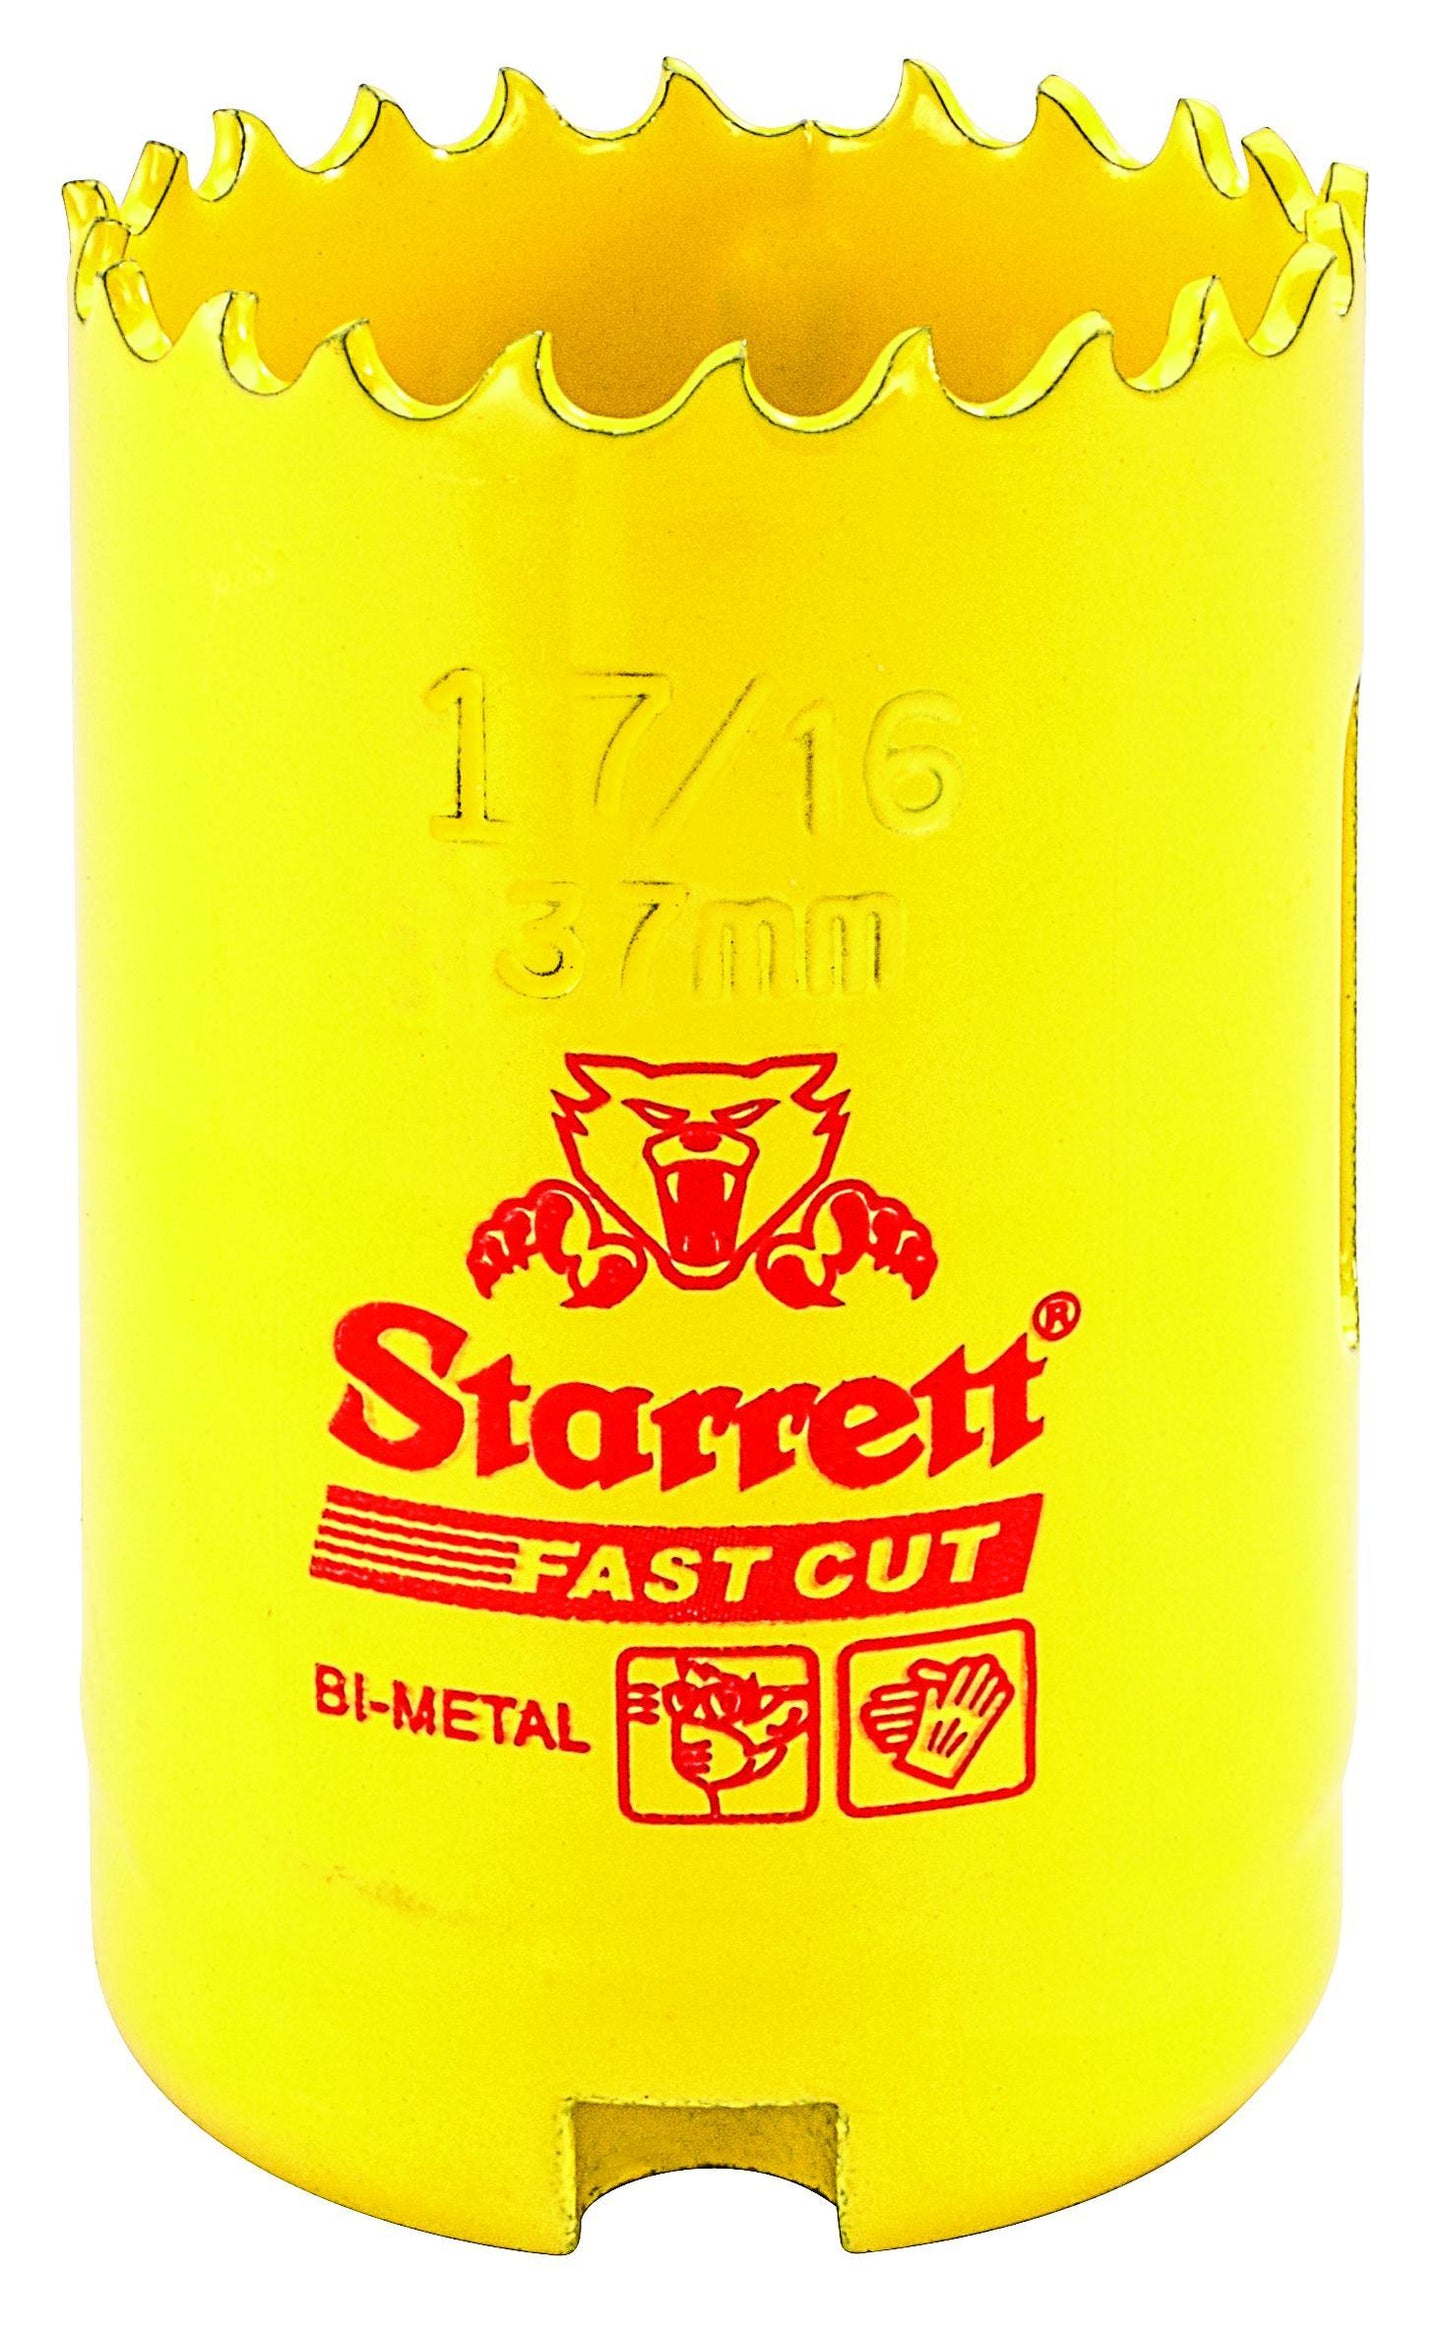 1 7/16
37mm
Starrett®
FAST CUT
BI-METAL